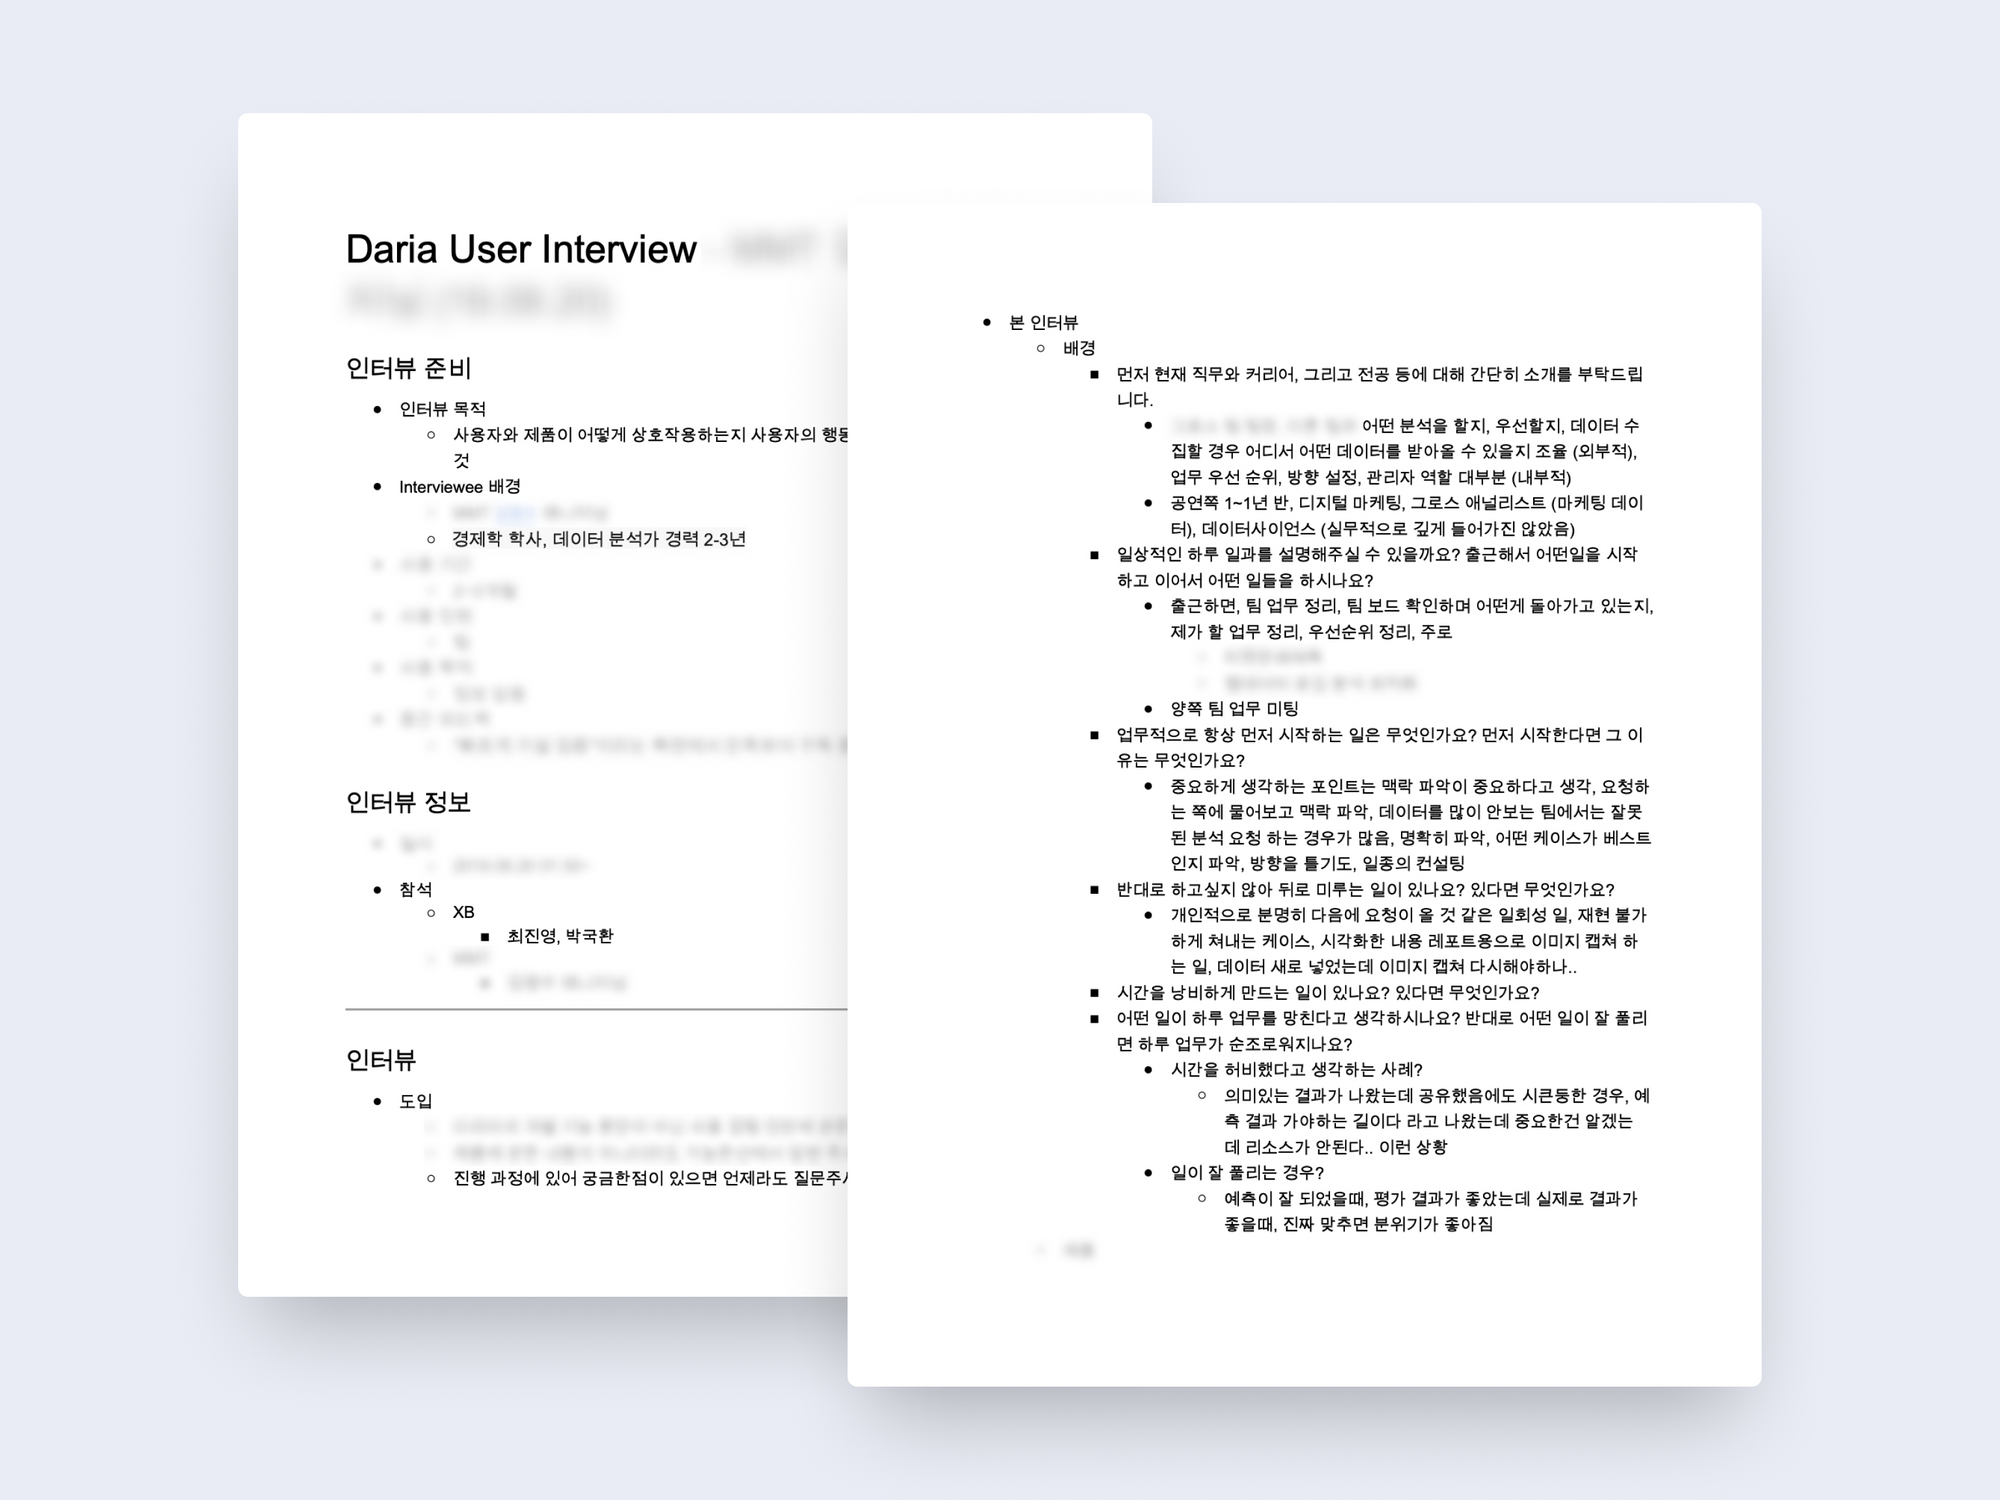 Daria User Interview
인터뷰 준비
● 인터뷰 목적
○ 사용자와 제품이 어떻게 상호작용하는지 사용자의 행동
것
● Interviewee 배경
○ 경제학 학사, 데이터 분석가 경력 2-3년
인터뷰 정보
● 참석
○ XB
■ 최진영, 박국환
인터뷰
● 도입
○ 진행 과정에 있어 궁금한점이 있으면 언제라도 질문주시
● 본 인터뷰
○ 배경
■ 먼저 현재 직무와 커리어, 그리고 전공 등에 대해 간단히 소개를 부탁드립
니다.
● 어떤 분석을 할지, 우선할지, 데이터 수
집할 경우 어디서 어떤 데이터를 받아올 수 있을지 조율 (외부적),
업무 우선 순위, 방향 설정, 관리자 역할 대부분 (내부적)
● 공연쪽 1~1년 반, 디지털 마케팅, 그로스 애널리스트 (마케팅 데이
터), 데이터사이언스 (실무적으로 깊게 들어가진 않았음)
■ 일상적인 하루 일과를 설명해주실 수 있을까요? 출근해서 어떤일을 시작
하고 이어서 어떤 일들을 하시나요?
● 출근하면, 팀 업무 정리, 팀 보드 확인하며 어떤게 돌아가고 있는지,
제가 할 업무 정리, 우선순위 정리, 주로
● 양쪽 팀 업무 미팅
■ 업무적으로 항상 먼저 시작하는 일은 무엇인가요? 먼저 시작한다면 그 이
유는 무엇인가요?
● 중요하게 생각하는 포인트는 맥락 파악이 중요하다고 생각, 요청하
는 쪽에 물어보고 맥락 파악, 데이터를 많이 안보는 팀에서는 잘못
된 분석 요청 하는 경우가 많음, 명확히 파악, 어떤 케이스가 베스트
인지 파악, 방향을 틀기도, 일종의 컨설팅
■ 반대로 하고싶지 않아 뒤로 미루는 일이 있나요? 있다면 무엇인가요?
● 개인적으로 분명히 다음에 요청이 올 것 같은 일회성 일, 재현 불가
하게 쳐내는 케이스, 시각화한 내용 레포트용으로 이미지 캡쳐 하
는 일, 데이터 새로 넣었는데 이미지 캡쳐 다시해야하나..
■ 시간을 낭비하게 만드는 일이 있나요? 있다면 무엇인가요?
■ 어떤 일이 하루 업무를 망친다고 생각하시나요? 반대로 어떤 일이 잘 풀리
면 하루 업무가 순조로워지나요?
● 시간을 허비했다고 생각하는 사례?
○ 의미있는 결과가 나왔는데 공유했음에도 시큰둥한 경우, 예
측 결과 가야하는 길이다 라고 나왔는데 중요한건 알겠는
데 리소스가 안된다.. 이런 상황
● 일이 잘 풀리는 경우?
○ 예측이 잘 되었을때, 평가 결과가 좋았는데 실제로 결과가
좋을때, 진짜 맞추면 분위기가 좋아짐